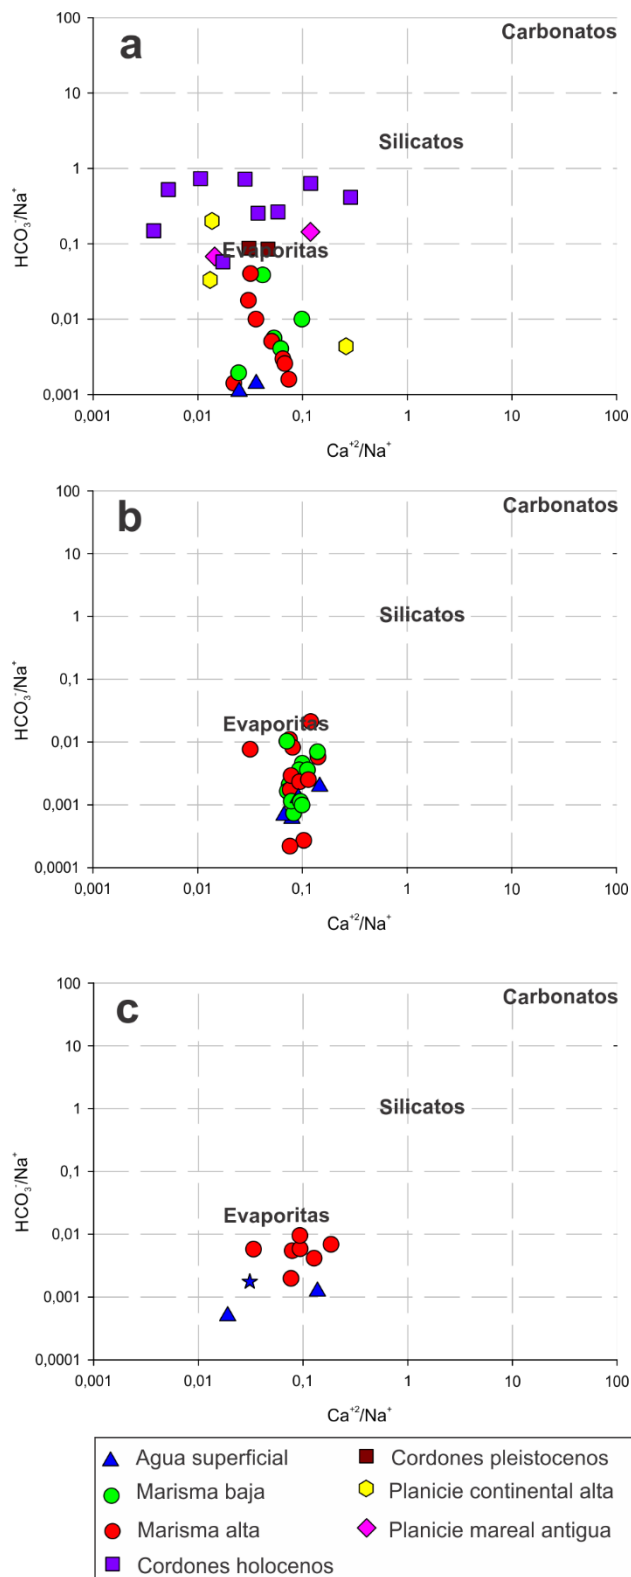 a
Carbonatos
Silicatos
Evaporitas
100
10
1
0,1
0,01
0,001
HCO₃⁻/Na⁺
0,001
0,01
0,1
1
10
100
Ca⁺²/Na⁺
b
Carbonatos
Silicatos
Evaporitas
100
10
1
0,1
0,01
0,001
0,0001
HCO₃⁻/Na⁺
0,001
0,01
0,1
1
10
100
Ca⁺²/Na⁺
c
Carbonatos
Silicatos
Evaporitas
100
10
1
0,1
0,01
0,001
0,0001
HCO₃⁻/Na⁺
0,001
0,01
0,1
1
10
100
Ca⁺²/Na⁺
Agua superficial
Marisma baja
Marisma alta
Cordones holocenos
Cordones pleistocenos
Planicie continental alta
Planicie mareal antigua